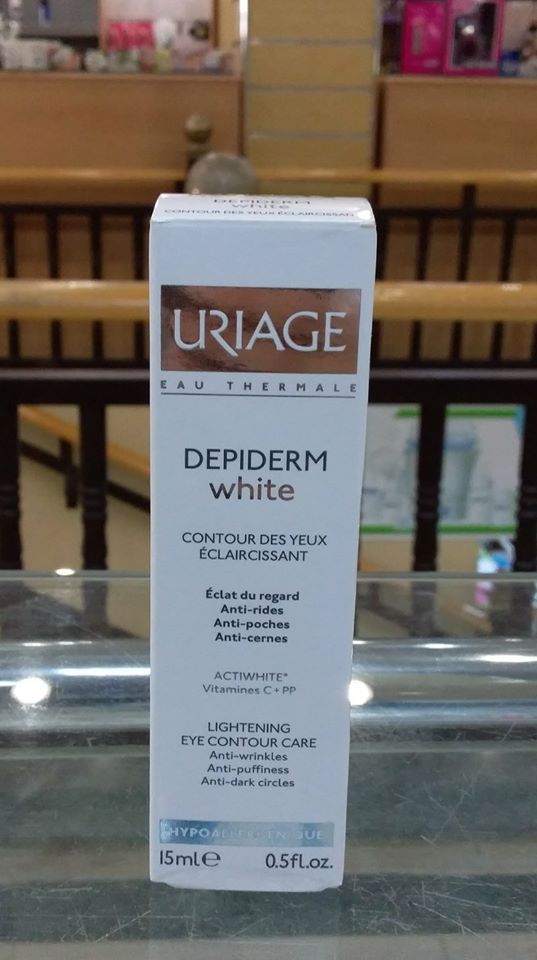 DEPIDERM
white
CONTOUR DES YEUX ÉCLAIRCISSANT
URIAGE
EAU THERMALE
DEPIDERM
white
CONTOUR DES YEUX
ÉCLAIRCISSANT
Éclat du regard
Anti-rides
Anti-poches
Anti-cernes
ACTIWHITE*
Vitamines C + PP
LIGHTENING
EYE CONTOUR CARE
Anti-wrinkles
Anti-puffiness
Anti-dark circles
HYPOALLERGÉNIQUE
15ml e 0.5fl.oz.